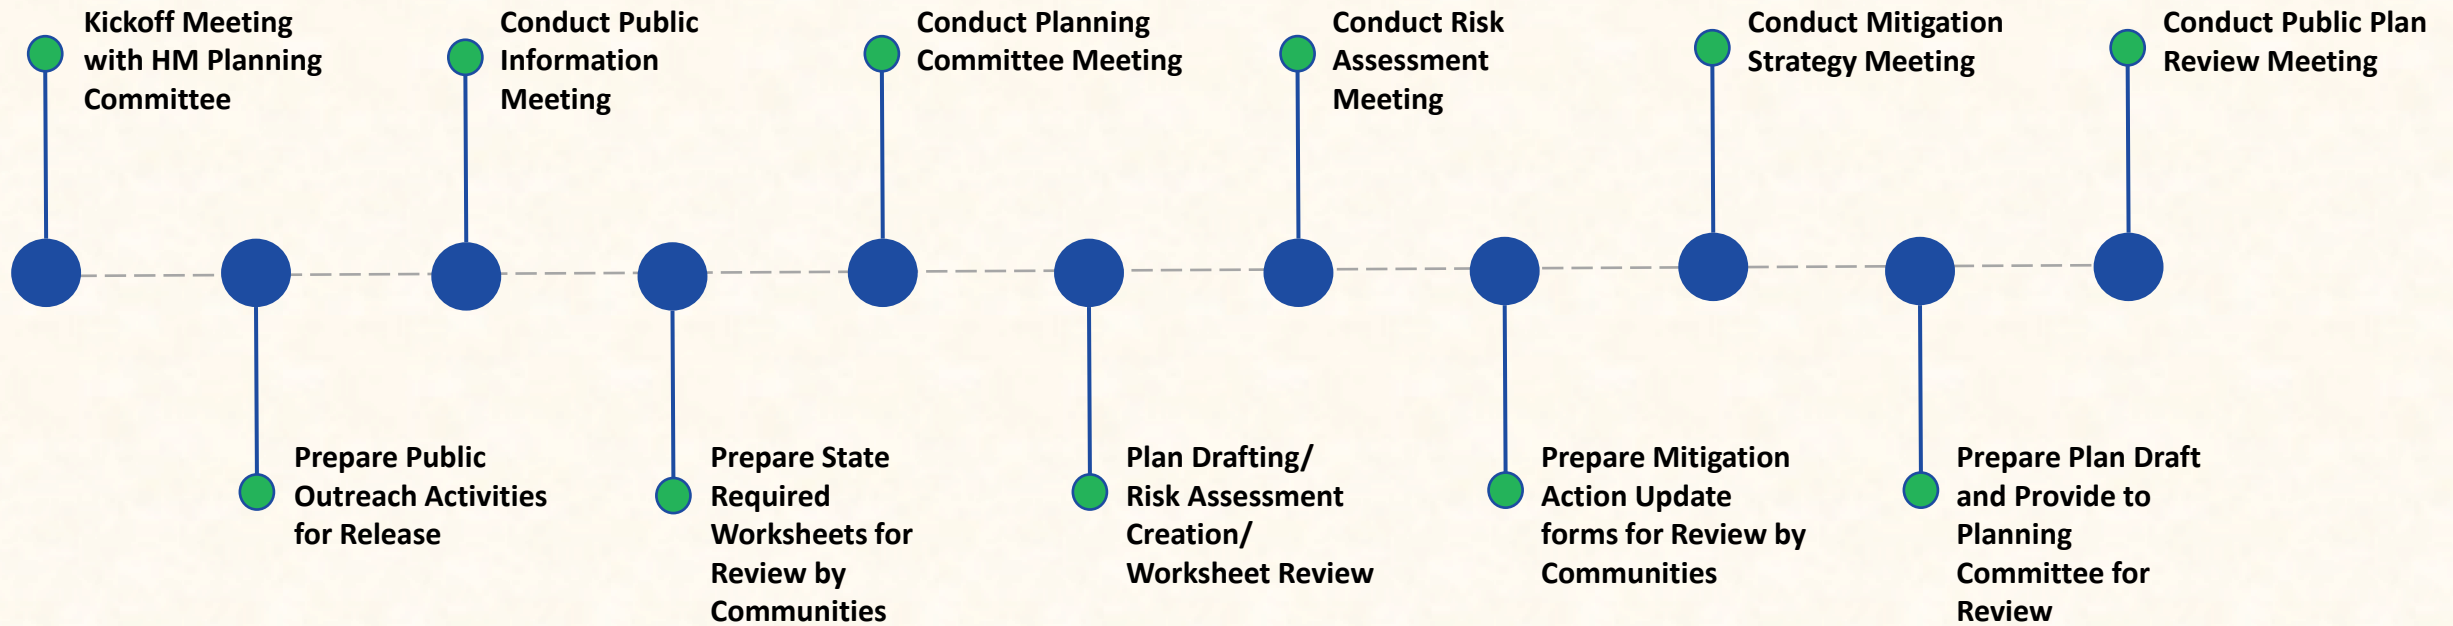 Kickoff Meeting
with HM Planning
Committee
Conduct Public
Information
Meeting
Conduct Planning
Committee Meeting
Conduct Risk
Assessment
Meeting
Conduct Mitigation
Strategy Meeting
Conduct Public Plan
Review Meeting
Prepare Public
Outreach Activities
for Release
Prepare State
Required
Worksheets for
Review by
Communities
Plan Drafting/
Risk Assessment
Creation/
Worksheet Review
Prepare Mitigation
Action Update
forms for Review by
Communities
Prepare Plan Draft
and Provide to
Planning
Committee for
Review